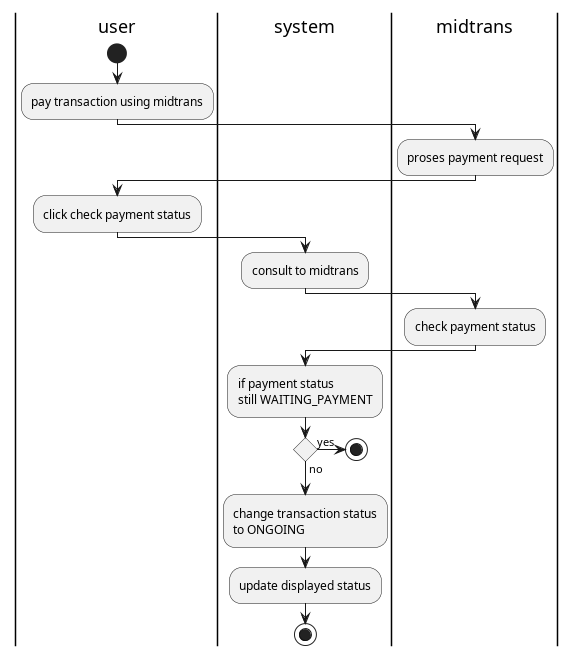 user
system
midtrans
pay transaction using midtrans
proses payment request
click check payment status
consult to midtrans
check payment status
if payment status
still WAITING_PAYMENT
yes
no
change transaction status
to ONGOING
update displayed status